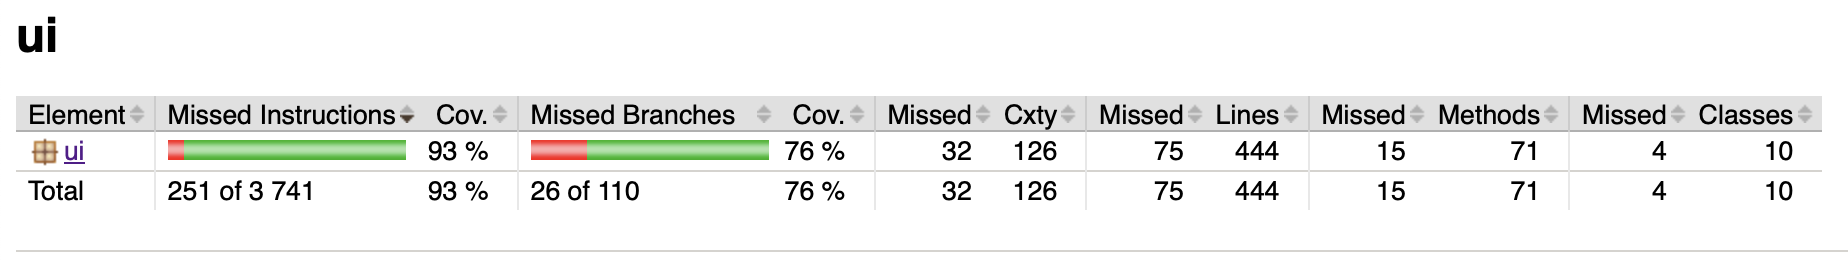 ui
Element Missed Instructions Cov. Missed Branches Cov. Missed Cxty Missed Lines Missed Methods Missed Classes
ui 93 % 76 % 32 126 75 444 15 71 4 10
Total 251 of 3 741 93 % 26 of 110 76 % 32 126 75 444 15 71 4 10